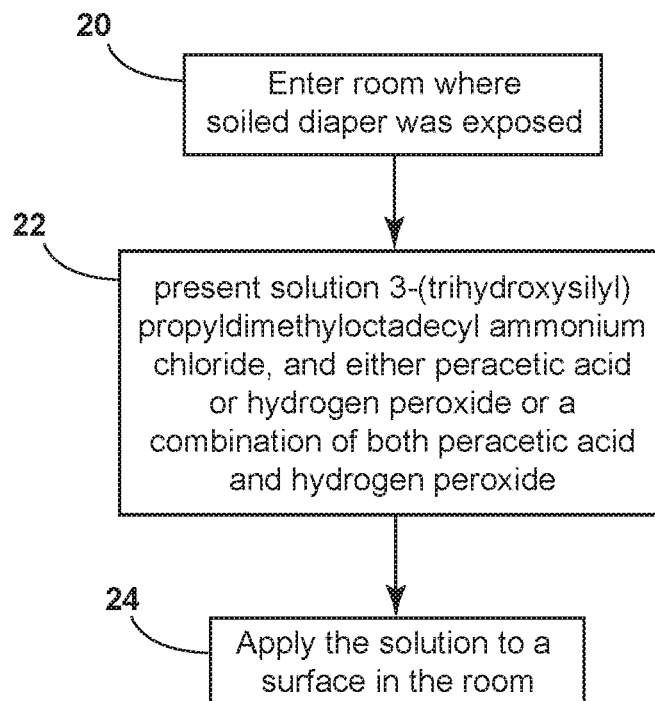 20
Enter room where
soiled diaper was exposed
22
present solution 3-(trihydroxysilyl)
propyldimethyloctadecyl ammonium
chloride, and either peracetic acid
or hydrogen peroxide or a
combination of both peracetic acid
and hydrogen peroxide
24
Apply the solution to a
surface in the room